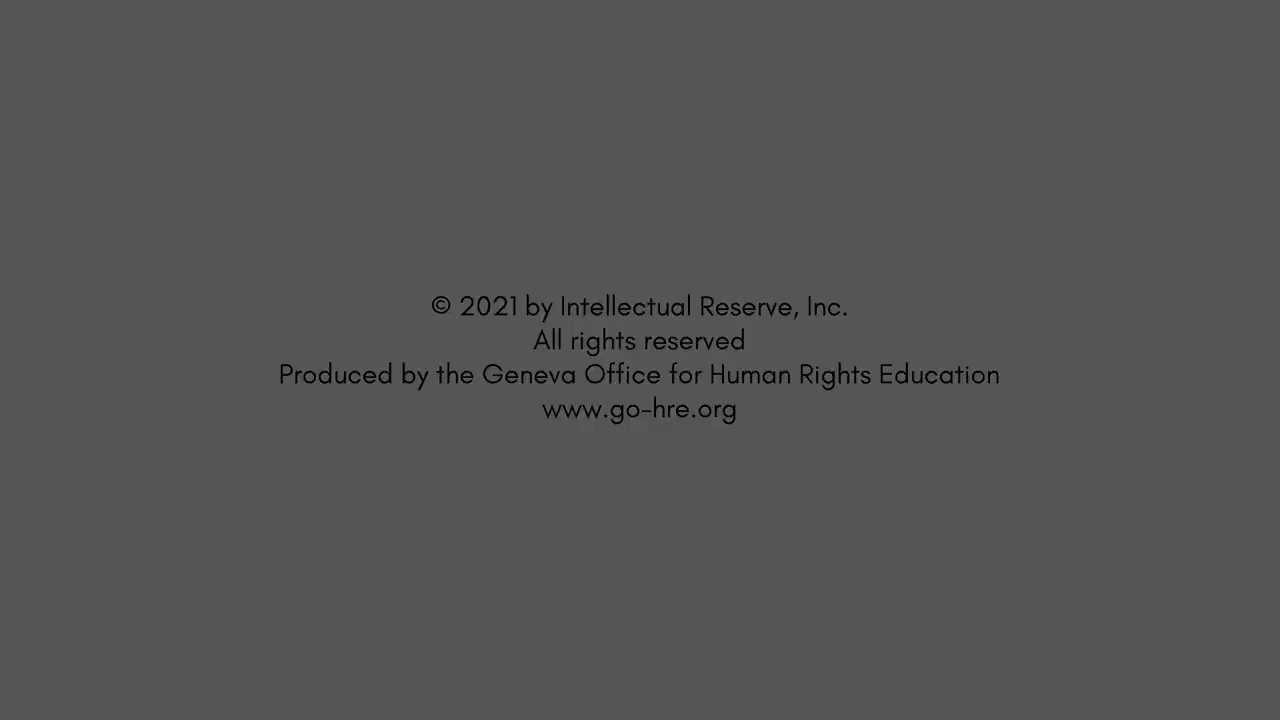 © 2021 by Intellectual Reserve, Inc.
All rights reserved
Produced by the Geneva Office for Human Rights Education
www.go-hre.org